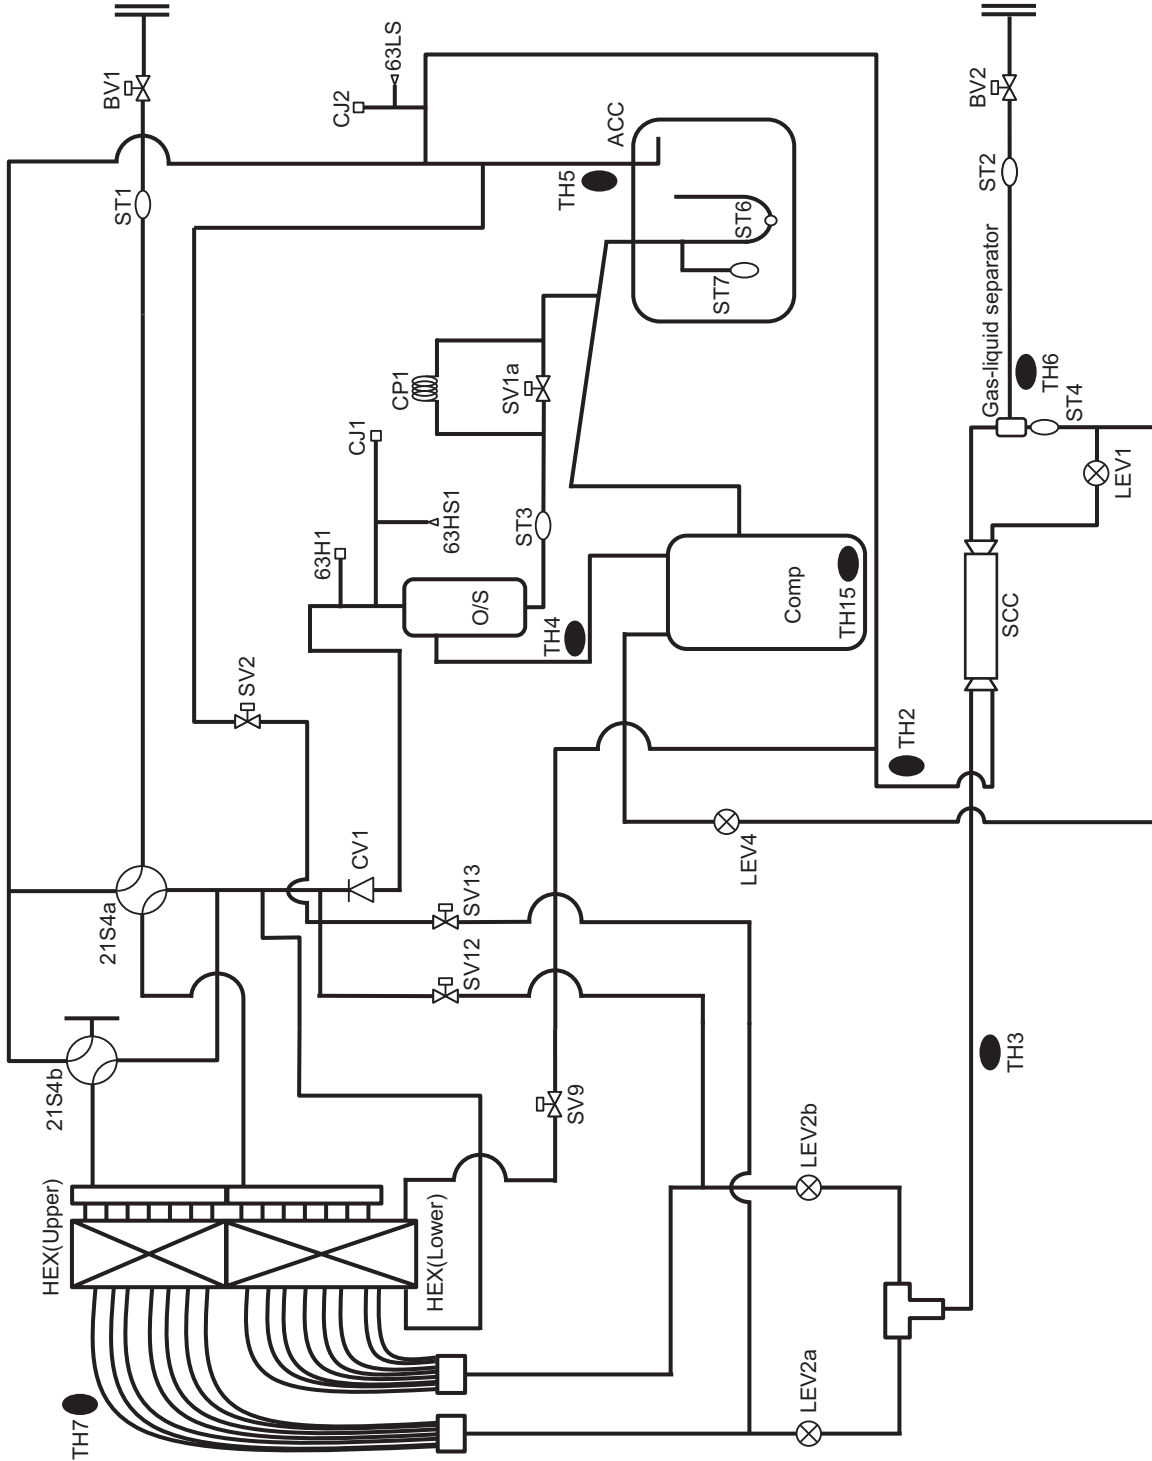 BV1
ST1
CJ2
63LS
ACC
TH5
ST6
ST7
BV2
ST2
Gas-liquid separator
TH6
ST4
LEV1
SCC
CP1
SV1a
CJ1
63HS1
63H1
ST3
O/S
TH4
Comp
TH15
SV2
TH2
LEV4
CV1
SV13
SV12
21S4a
21S4b
SV9
TH3
HEX(Upper)
HEX(Lower)
LEV2b
LEV2a
TH7